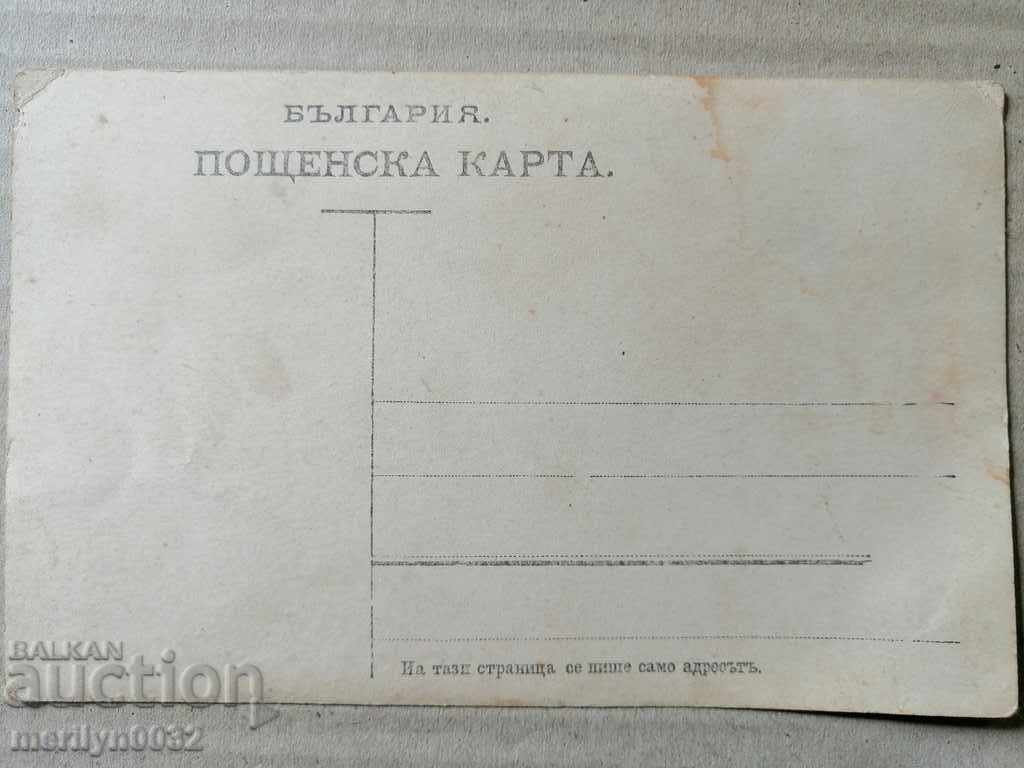 БЪЛГАРИЯ.
ПОЩЕНСКА КАРТА.
На тази страница се пише само адресътъ.
BALKAN
auction
merilyn0032